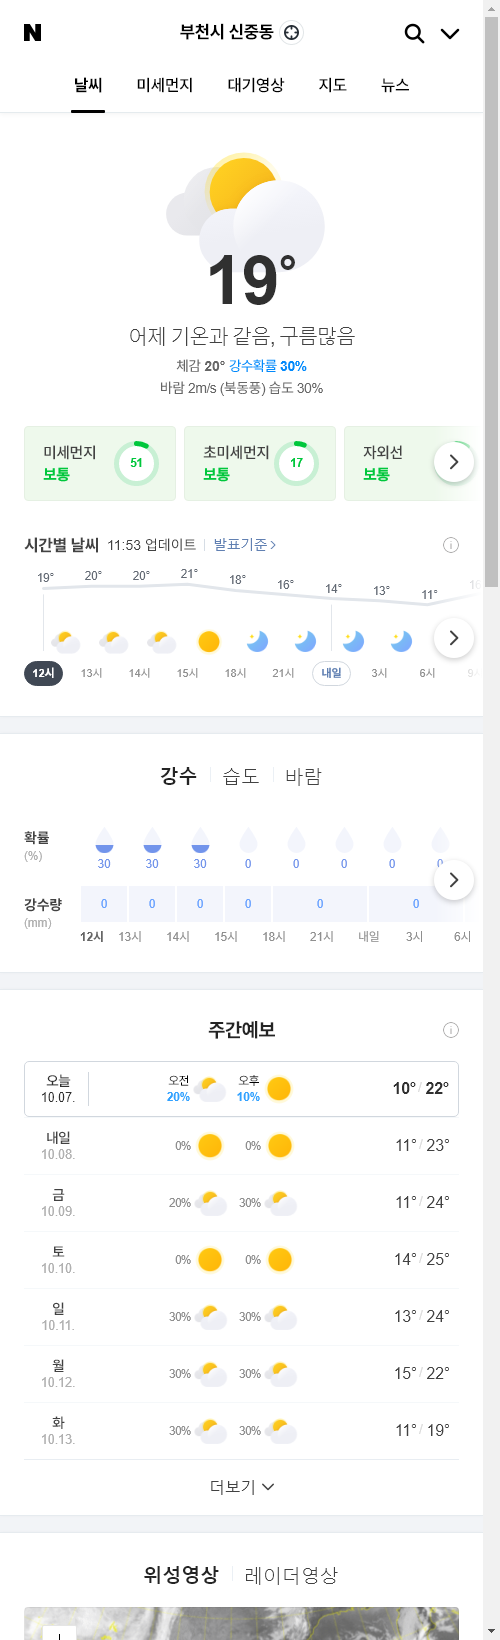 N
부천시 신중동
날씨 미세먼지 대기영상 지도 뉴스
19°
어제 기온과 같음, 구름많음
체감 20° 강수확률 30%
바람 2m/s (북동풍) 습도 30%
미세먼지 보통 51
초미세먼지 보통 17
자외선 보통
시간별 날씨 11:53 업데이트 발표기준
19° 20° 20° 21° 18° 16° 14° 13° 11°
12시 13시 14시 15시 18시 21시 내일 3시 6시
강수 습도 바람
확률 (%)
30 30 30 0 0 0 0 0
강수량 (mm)
0 0 0 0 0 0
12시 13시 14시 15시 18시 21시 내일 3시 6시
주간예보
오늘 10.07. 오전 20% 오후 10% 10° / 22°
내일 10.08. 0% 0% 11° / 23°
금 10.09. 20% 30% 11° / 24°
토 10.10. 0% 0% 14° / 25°
일 10.11. 30% 30% 13° / 24°
월 10.12. 30% 30% 15° / 22°
화 10.13. 30% 30% 11° / 19°
더보기
위성영상 레이더영상